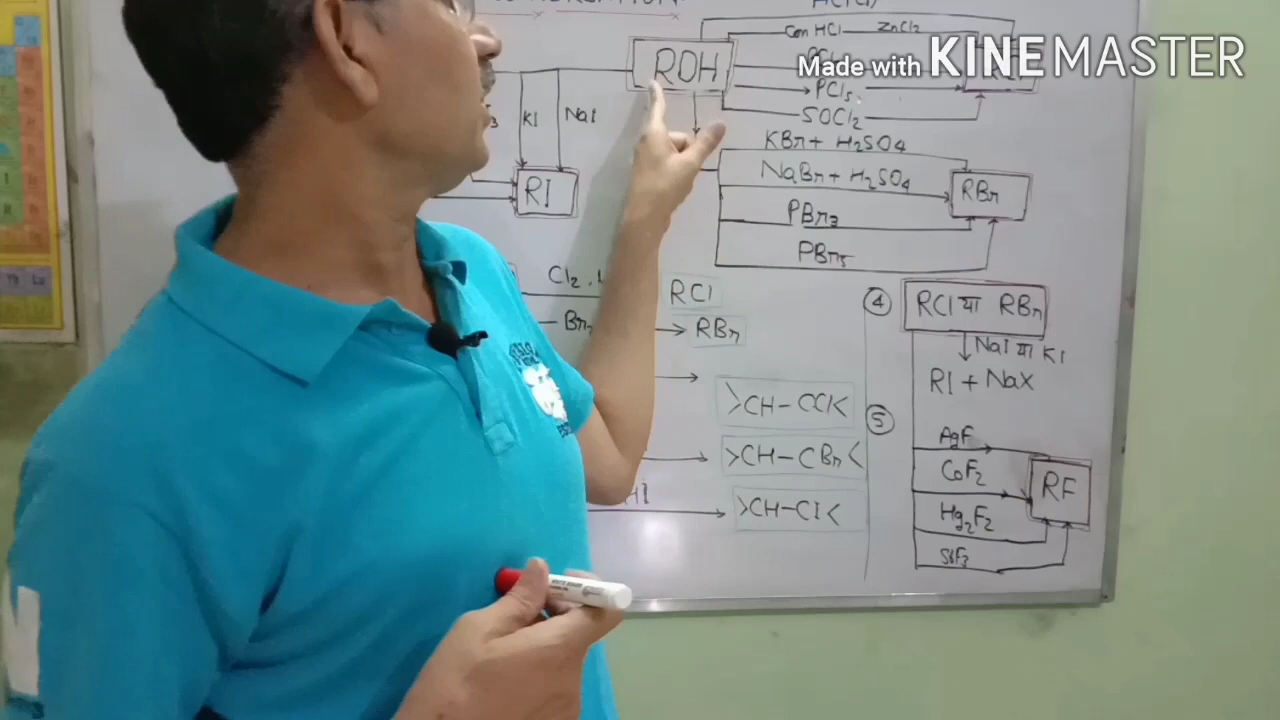 HCl(g)
Con HCl ZnCl2
Made with KINEMASTER
ROH
PCl5
SOCl2
KI
NaI
RI
KBr + H2SO4
NaBr + H2SO4
RBr
PBr3
PBr5
Cl2,
RCl
Br2
RBr
④ RCl या RBr
NaI या KI
RI + NaX
>CH-CCl<
⑤
AgF
>CH-CBr<
CoF2
RF
HI
>CH-CI<
Hg2F2
SbF3